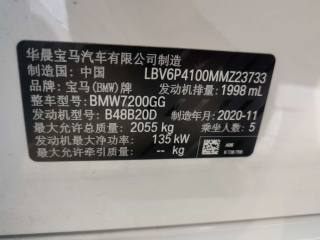 华晨宝马汽车有限公司制造
制造国：中国 LBV6P4100MMZ23733
品牌：宝马(BMW)牌 发动机排量：1998 mL
整车型号：BMW7200GG
发动机型号：B48B20D 制造年月：2020-11
最大允许总质量：2055 kg 乘坐人数：5
发动机最大净功率：135 kW
最大允许牵引质量：-- kg